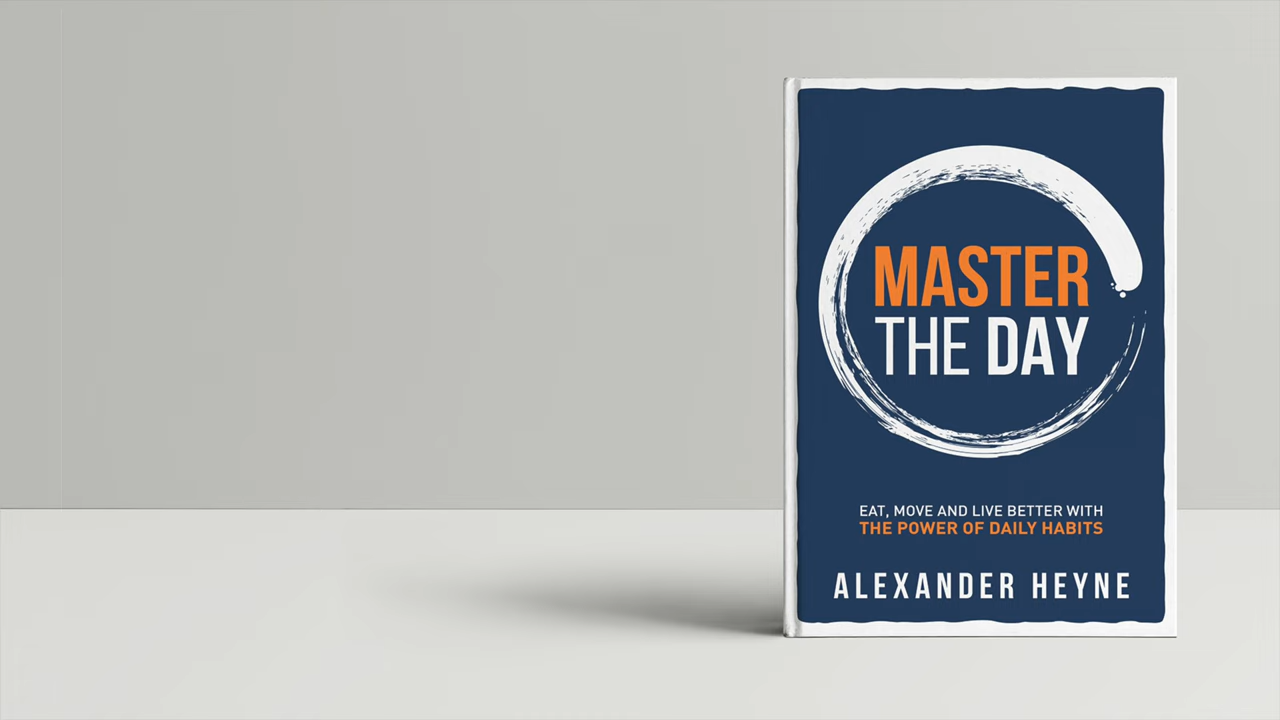 MASTER
THE DAY
EAT, MOVE AND LIVE BETTER WITH
THE POWER OF DAILY HABITS
ALEXANDER HEYNE